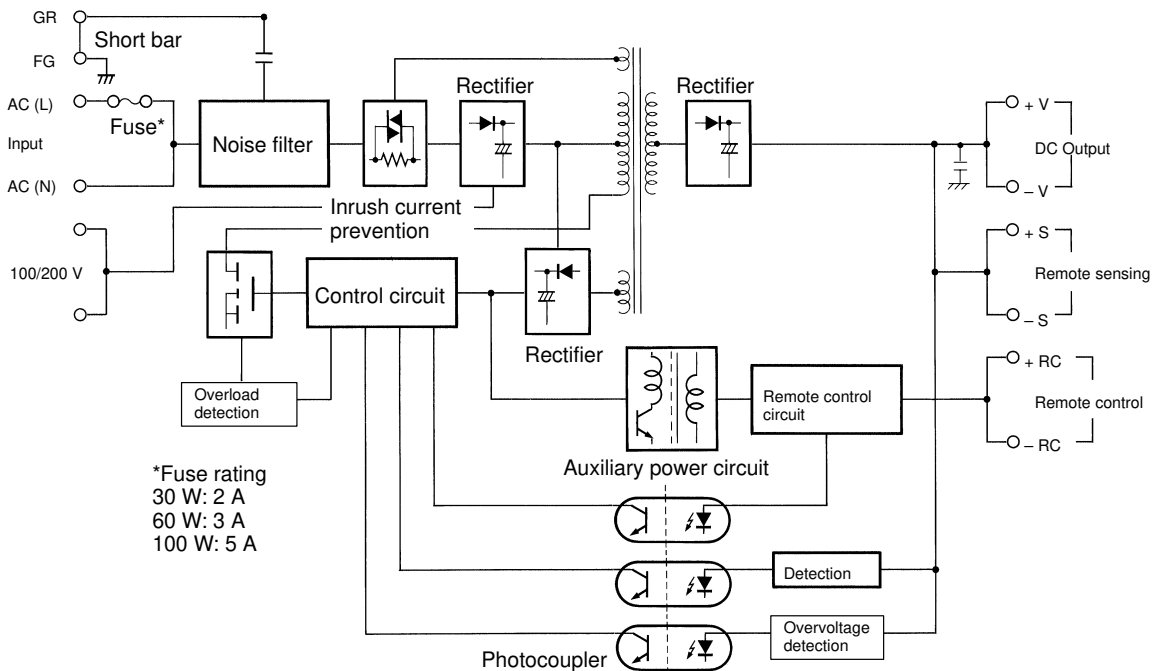 GR
Short bar
FG
AC (L)
Fuse*
Input
AC (N)
100/200 V
Noise filter
Inrush current
prevention
Rectifier
Rectifier
Control circuit
Rectifier
Overload
detection
*Fuse rating
30 W: 2 A
60 W: 3 A
100 W: 5 A
Auxiliary power circuit
Remote control
circuit
Detection
Overvoltage
detection
Photocoupler
+ V
DC Output
– V
+ S
Remote sensing
– S
+ RC
Remote control
– RC